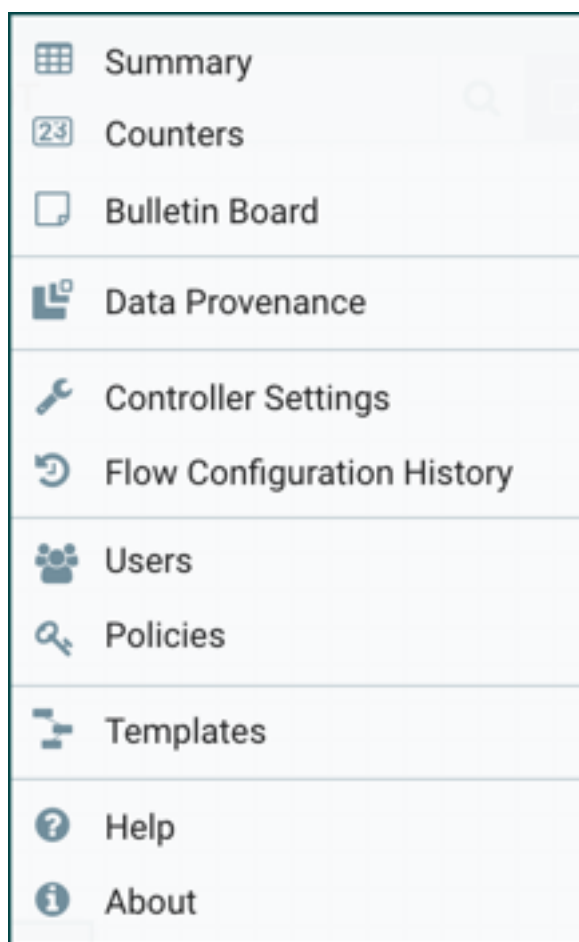 Summary
23 Counters
Bulletin Board
Data Provenance
Controller Settings
Flow Configuration History
Users
Policies
Templates
? Help
i About